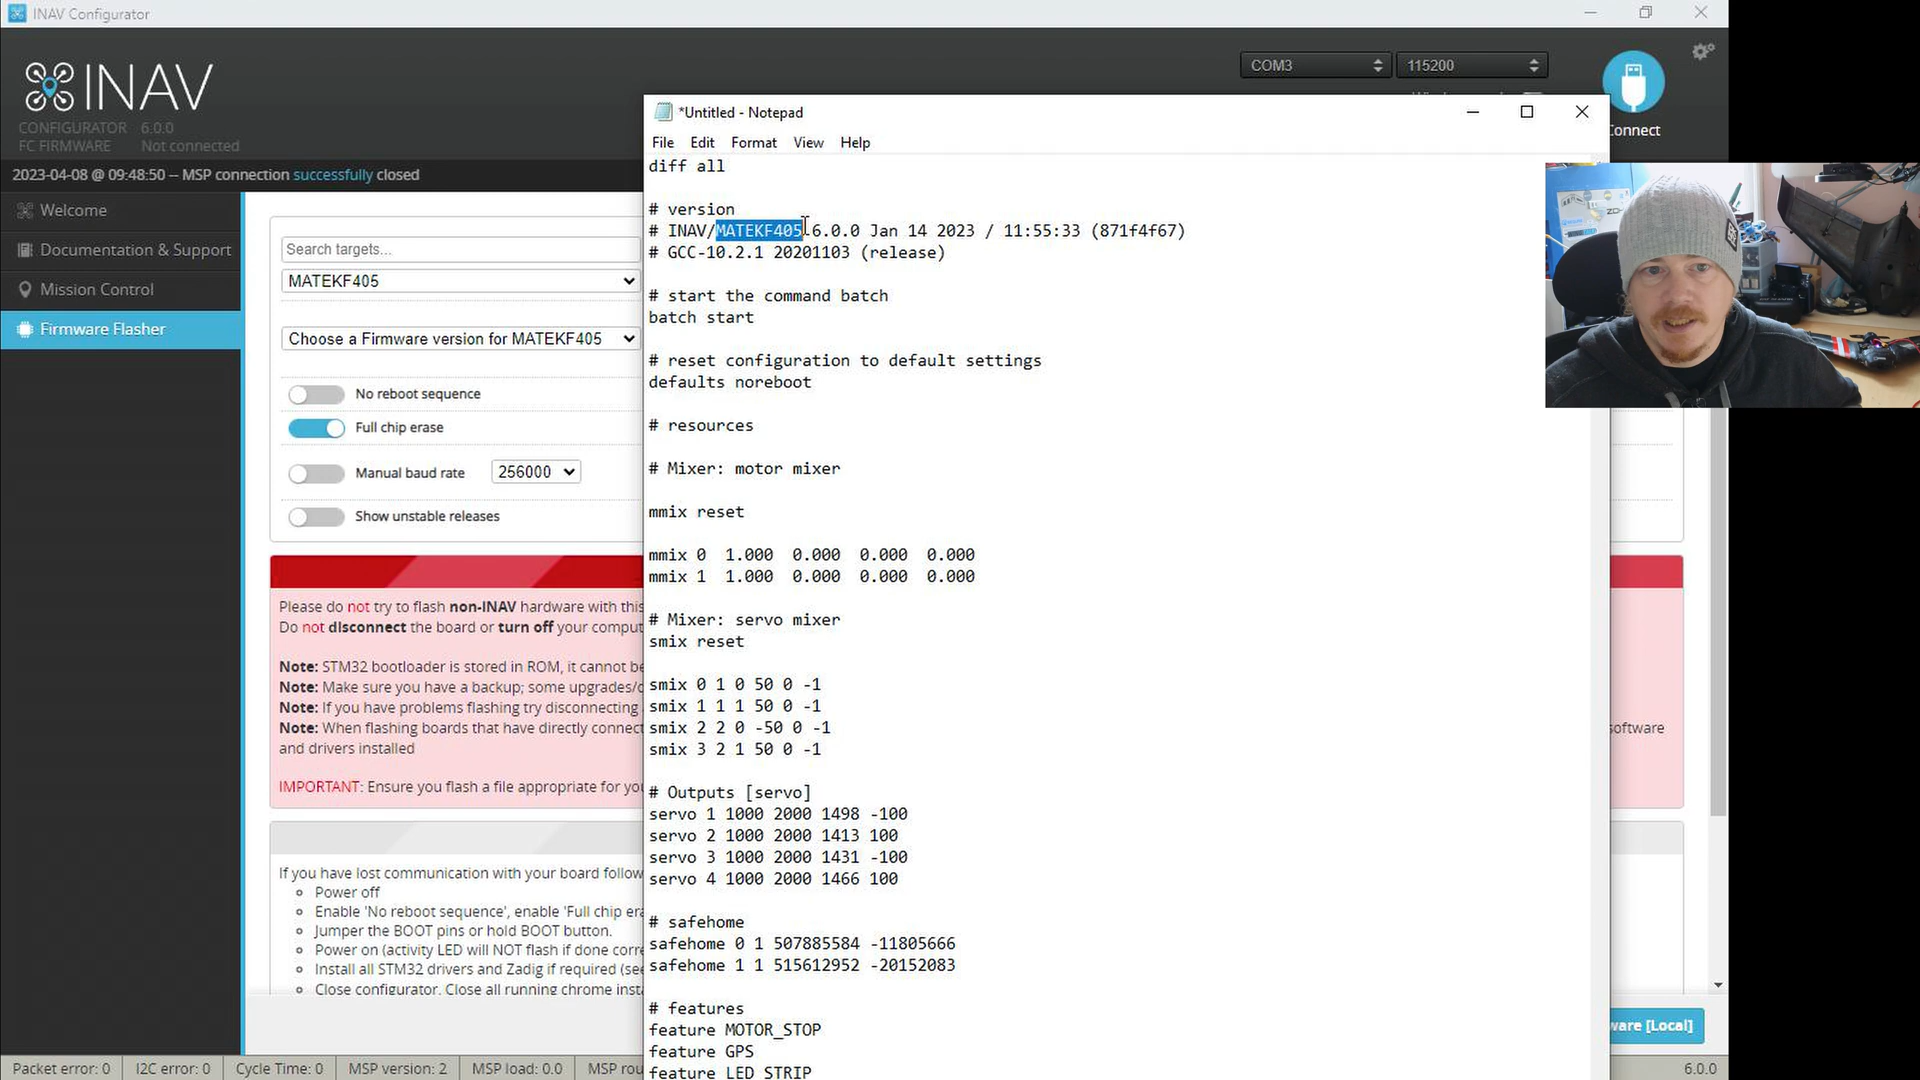 INAV Configurator
INAV
CONFIGURATOR 6.0.0
FC FIRMWARE Not connected
COM3
115200
Connect
2023-04-08 @ 09:48:50 -- MSP connection successfully closed
Welcome
Documentation & Support
Mission Control
Firmware Flasher
Search targets...
MATEKF405
Choose a Firmware version for MATEKF405
No reboot sequence
Full chip erase
Manual baud rate 256000
Show unstable releases
Please do not try to flash non-INAV hardware with this
Do not disconnect the board or turn off your comput
Note: STM32 bootloader is stored in ROM, it cannot be
Note: Make sure you have a backup; some upgrades/d
Note: If you have problems flashing try disconnecting
Note: When flashing boards that have directly connect
software
and drivers installed
IMPORTANT: Ensure you flash a file appropriate for yo
If you have lost communication with your board follow
Power off
Enable 'No reboot sequence', enable 'Full chip era
Jumper the BOOT pins or hold BOOT button.
Power on (activity LED will NOT flash if done corre
Install all STM32 drivers and Zadig if required (see
Close configurator, Close all running chrome inst
ware [Local]
Packet error: 0 I2C error: 0 Cycle Time: 0 MSP version: 2 MSP load: 0.0 MSP rou
6.0.0
*Untitled - Notepad
File Edit Format View Help
diff all
# version
# INAV/MATEKF405 6.0.0 Jan 14 2023 / 11:55:33 (871f4f67)
# GCC-10.2.1 20201103 (release)
# start the command batch
batch start
# reset configuration to default settings
defaults noreboot
# resources
# Mixer: motor mixer
mmix reset
mmix 0 1.000 0.000 0.000 0.000
mmix 1 1.000 0.000 0.000 0.000
# Mixer: servo mixer
smix reset
smix 0 1 0 50 0 -1
smix 1 1 1 50 0 -1
smix 2 2 0 -50 0 -1
smix 3 2 1 50 0 -1
# Outputs [servo]
servo 1 1000 2000 1498 -100
servo 2 1000 2000 1413 100
servo 3 1000 2000 1431 -100
servo 4 1000 2000 1466 100
# safehome
safehome 0 1 507885584 -11805666
safehome 1 1 515612952 -20152083
# features
feature MOTOR_STOP
feature GPS
feature LED_STRIP